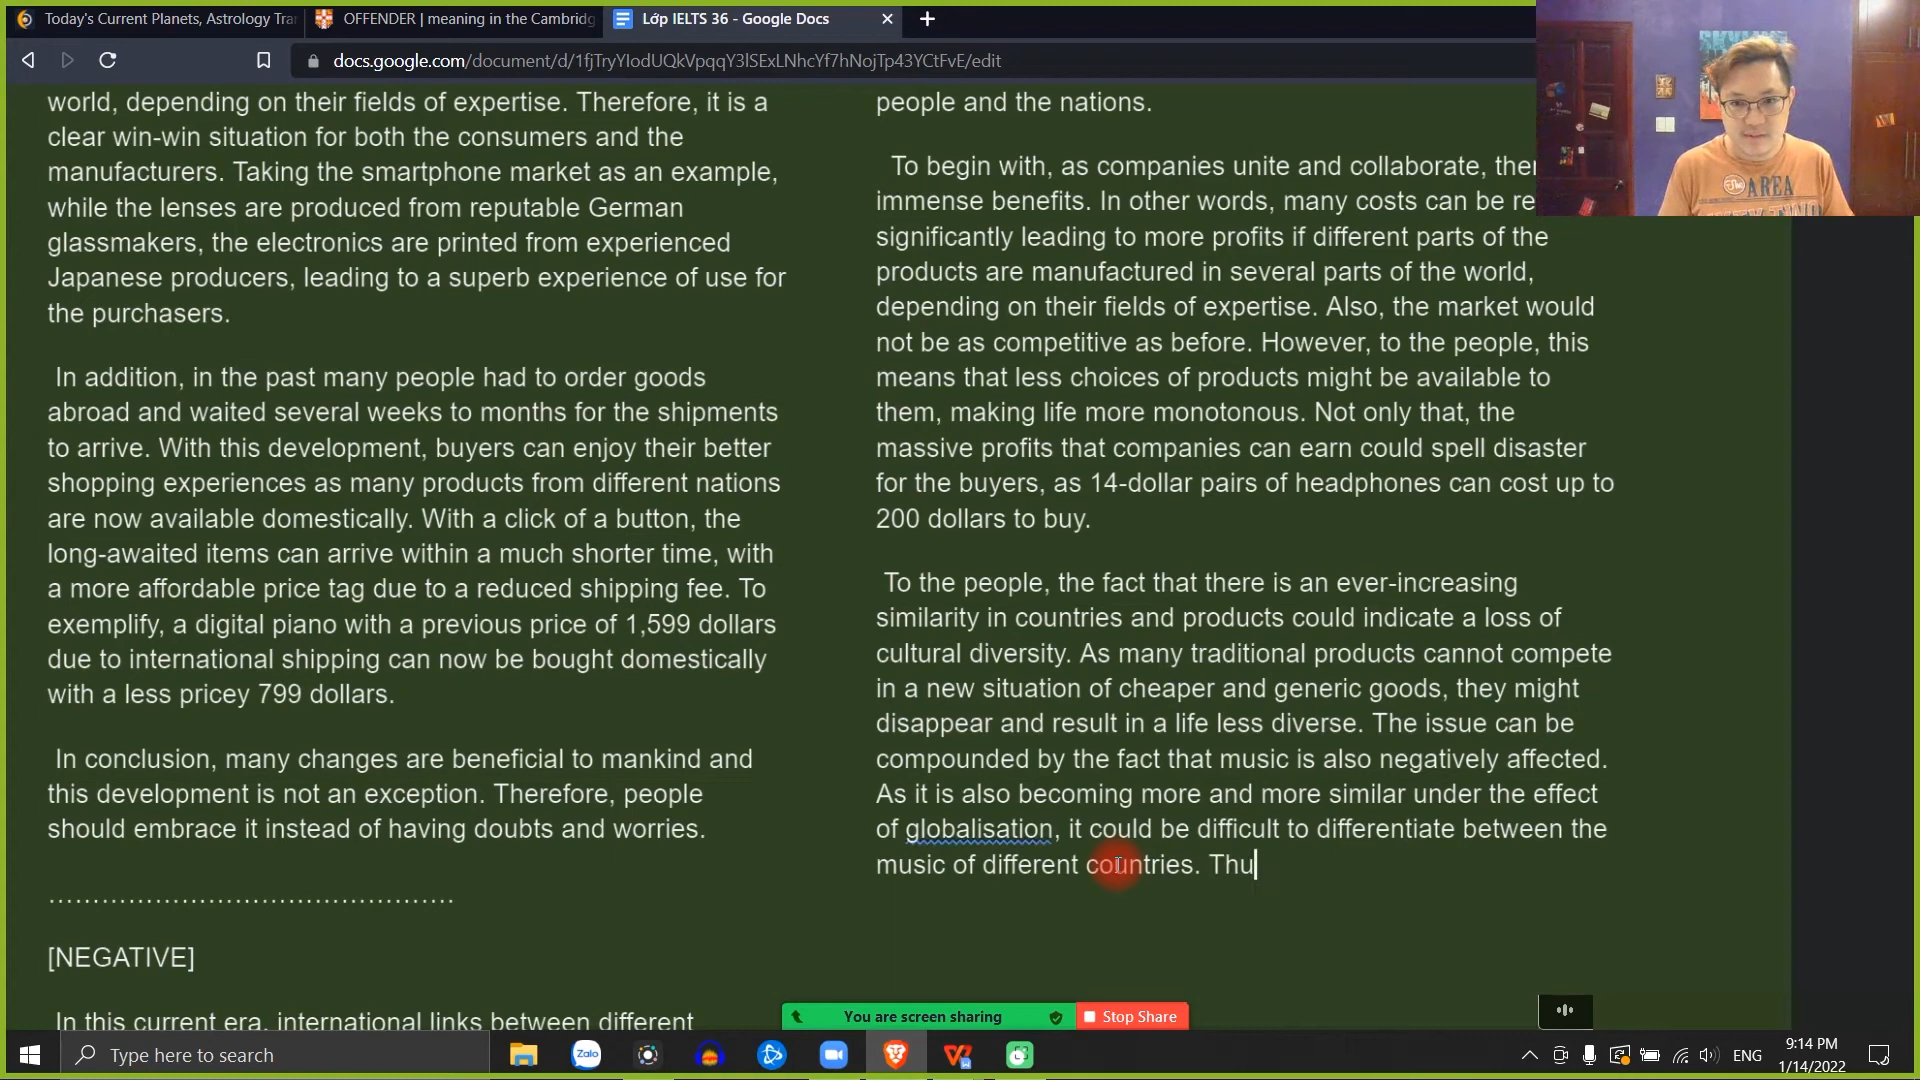 Today's Current Planets, Astrology Tra
OFFENDER | meaning in the Cambridg
Lớp IELTS 36 - Google Docs
docs.google.com/document/d/1fjTryYIodUQkVpqqY3lSExLNhcYf7hNojTp43YCtFvE/edit
world, depending on their fields of expertise. Therefore, it is a
clear win-win situation for both the consumers and the
manufacturers. Taking the smartphone market as an example,
while the lenses are produced from reputable German
glassmakers, the electronics are printed from experienced
Japanese producers, leading to a superb experience of use for
the purchasers.
In addition, in the past many people had to order goods
abroad and waited several weeks to months for the shipments
to arrive. With this development, buyers can enjoy their better
shopping experiences as many products from different nations
are now available domestically. With a click of a button, the
long-awaited items can arrive within a much shorter time, with
a more affordable price tag due to a reduced shipping fee. To
exemplify, a digital piano with a previous price of 1,599 dollars
due to international shipping can now be bought domestically
with a less pricey 799 dollars.
In conclusion, many changes are beneficial to mankind and
this development is not an exception. Therefore, people
should embrace it instead of having doubts and worries.
................................................
[NEGATIVE]
In this current era, international links between different
people and the nations.
To begin with, as companies unite and collaborate, ther
immense benefits. In other words, many costs can be re
significantly leading to more profits if different parts of the
products are manufactured in several parts of the world,
depending on their fields of expertise. Also, the market would
not be as competitive as before. However, to the people, this
means that less choices of products might be available to
them, making life more monotonous. Not only that, the
massive profits that companies can earn could spell disaster
for the buyers, as 14-dollar pairs of headphones can cost up to
200 dollars to buy.
To the people, the fact that there is an ever-increasing
similarity in countries and products could indicate a loss of
cultural diversity. As many traditional products cannot compete
in a new situation of cheaper and generic goods, they might
disappear and result in a life less diverse. The issue can be
compounded by the fact that music is also negatively affected.
As it is also becoming more and more similar under the effect
of globalisation, it could be difficult to differentiate between the
music of different countries. Thu
AREA
You are screen sharing
Stop Share
Type here to search
Zalo
ENG
9:14 PM
1/14/2022